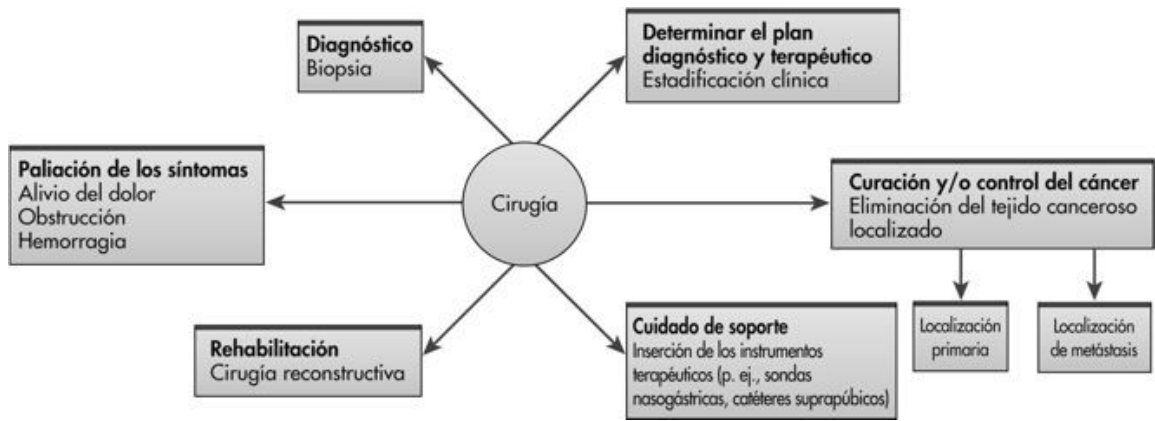 Diagnóstico
Biopsia
Determinar el plan
diagnóstico y terapéutico
Estadificación clínica
Paliación de los síntomas
Alivio del dolor
Obstrucción
Hemorragia
Cirugía
Curación y/o control del cáncer
Eliminación del tejido canceroso
localizado
Rehabilitación
Cirugía reconstructiva
Cuidado de soporte
Inserción de los instrumentos
terapéuticos (p. ej., sondas
nasogástricas, catéteres suprapúbicos)
Localización
primaria
Localización
de metástasis